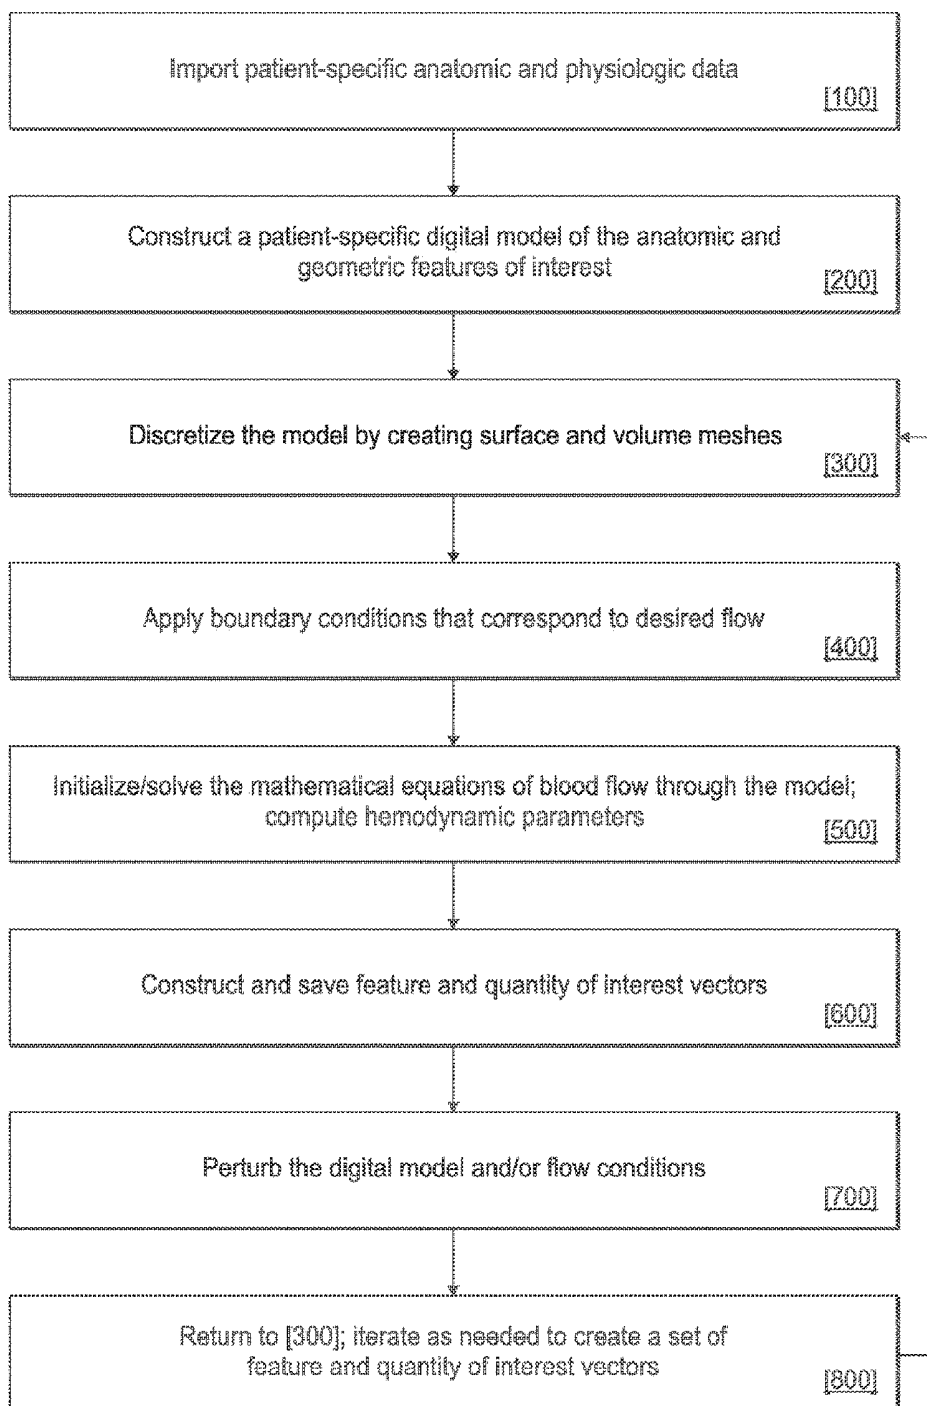 Import patient-specific anatomic and physiologic data
[100]
Construct a patient-specific digital model of the anatomic and
geometric features of interest
[200]
Discretize the model by creating surface and volume meshes
[300]
Apply boundary conditions that correspond to desired flow
[400]
Initialize/solve the mathematical equations of blood flow through the model;
compute hemodynamic parameters
[500]
Construct and save feature and quantity of interest vectors
[600]
Perturb the digital model and/or flow conditions
[700]
Return to [300]; iterate as needed to create a set of
feature and quantity of interest vectors
[800]